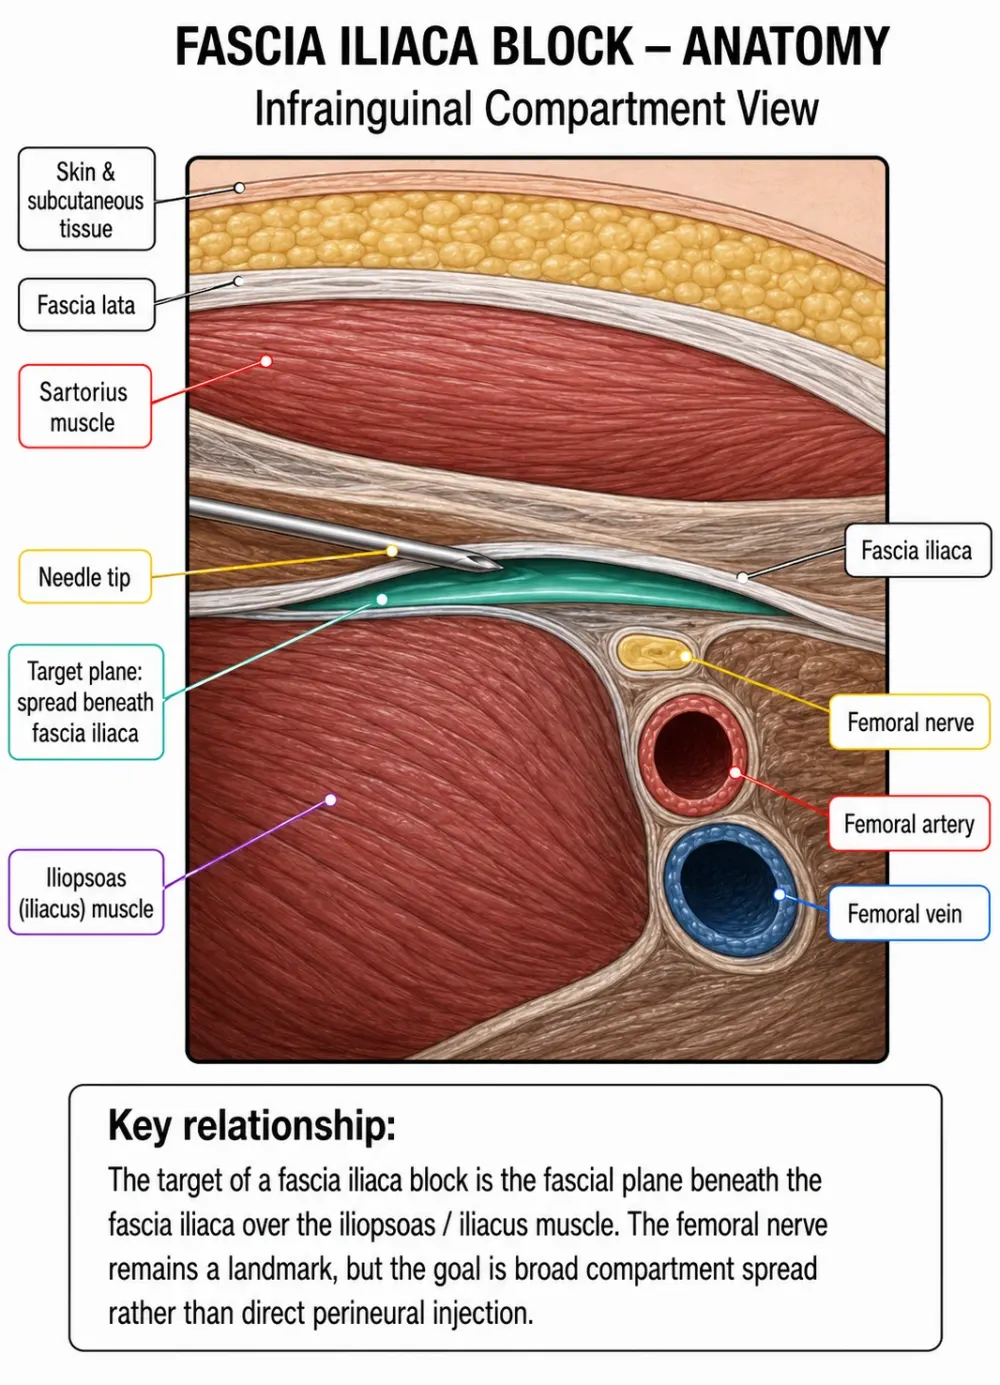 FASCIA ILIACA BLOCK – ANATOMY
Infrainguinal Compartment View
Skin &
subcutaneous
tissue
Fascia lata
Sartorius
muscle
Needle tip
Target plane:
spread beneath
fascia iliaca
Iliopsoas
(iliacus) muscle
Fascia iliaca
Femoral nerve
Femoral artery
Femoral vein
Key relationship:
The target of a fascia iliaca block is the fascial plane beneath the
fascia iliaca over the iliopsoas / iliacus muscle. The femoral nerve
remains a landmark, but the goal is broad compartment spread
rather than direct perineural injection.